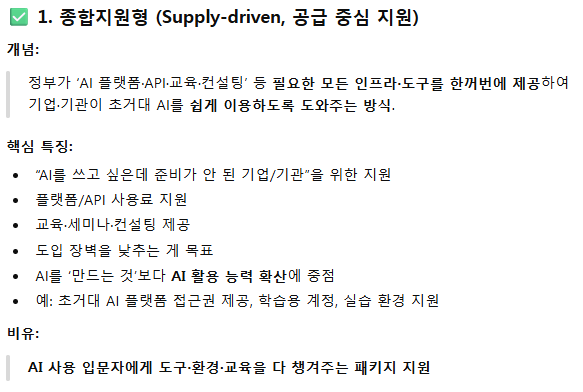 ✅ 1. 종합지원형 (Supply-driven, 공급 중심 지원)
개념:
정부가 ‘AI 플랫폼·API·교육·컨설팅’ 등 필요한 모든 인프라·도구를 한꺼번에 제공하여
기업·기관이 초거대 AI를 쉽게 이용하도록 도와주는 방식.
핵심 특징:
• “AI를 쓰고 싶은데 준비가 안 된 기업/기관”을 위한 지원
• 플랫폼/API 사용료 지원
• 교육·세미나·컨설팅 제공
• 도입 장벽을 낮추는 게 목표
• AI를 ‘만드는 것’보다 AI 활용 능력 확산에 중점
• 예: 초거대 AI 플랫폼 접근권 제공, 학습용 계정, 실습 환경 지원
비유:
AI 사용 입문자에게 도구·환경·교육을 다 챙겨주는 패키지 지원